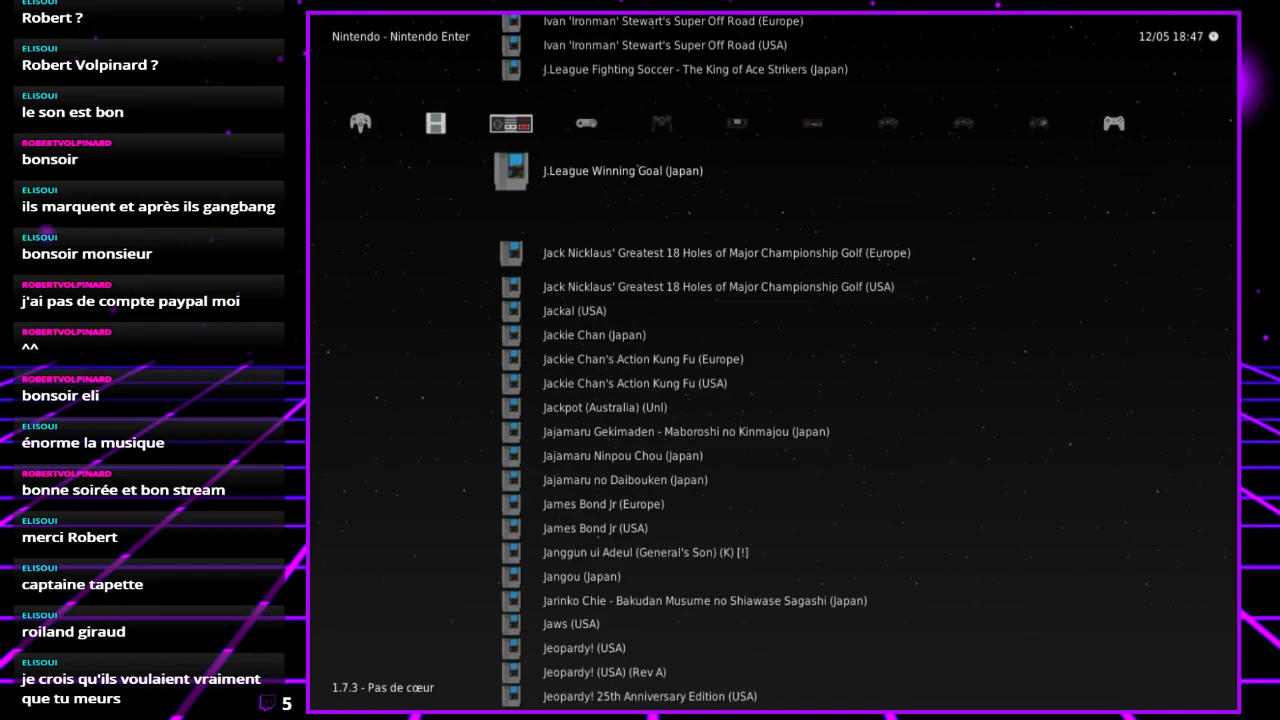 Robert ?
ELISOUI
Robert Volpinard ?
ELISOUI
le son est bon
ROBERTVOLPINARD
bonsoir
ELISOUI
ils marquent et après ils gangbang
ELISOUI
bonsoir monsieur
ROBERTVOLPINARD
j'ai pas de compte paypal moi
ROBERTVOLPINARD
^^
ROBERTVOLPINARD
bonsoir eli
ELISOUI
énorme la musique
ROBERTVOLPINARD
bonne soirée et bon stream
ELISOUI
merci Robert
ELISOUI
captaine tapette
ELISOUI
roiland giraud
ELISOUI
je crois qu'ils voulaient vraiment
que tu meurs
5
Nintendo - Nintendo Enter
12/05 18:47
Ivan 'Ironman' Stewart's Super Off Road (Europe)
Ivan 'Ironman' Stewart's Super Off Road (USA)
J.League Fighting Soccer - The King of Ace Strikers (Japan)
J.League Winning Goal (Japan)
Jack Nicklaus' Greatest 18 Holes of Major Championship Golf (Europe)
Jack Nicklaus' Greatest 18 Holes of Major Championship Golf (USA)
Jackal (USA)
Jackie Chan (Japan)
Jackie Chan's Action Kung Fu (Europe)
Jackie Chan's Action Kung Fu (USA)
Jackpot (Australia) (Unl)
Jajamaru Gekimaden - Maboroshi no Kinmajou (Japan)
Jajamaru Ninpou Chou (Japan)
Jajamaru no Daibouken (Japan)
James Bond Jr (Europe)
James Bond Jr (USA)
Janggun ui Adeul (General's Son) (K) [!]
Jangou (Japan)
Jarinko Chie - Bakudan Musume no Shiawase Sagashi (Japan)
Jaws (USA)
Jeopardy! (USA)
Jeopardy! (USA) (Rev A)
Jeopardy! 25th Anniversary Edition (USA)
1.7.3 - Pas de cœur